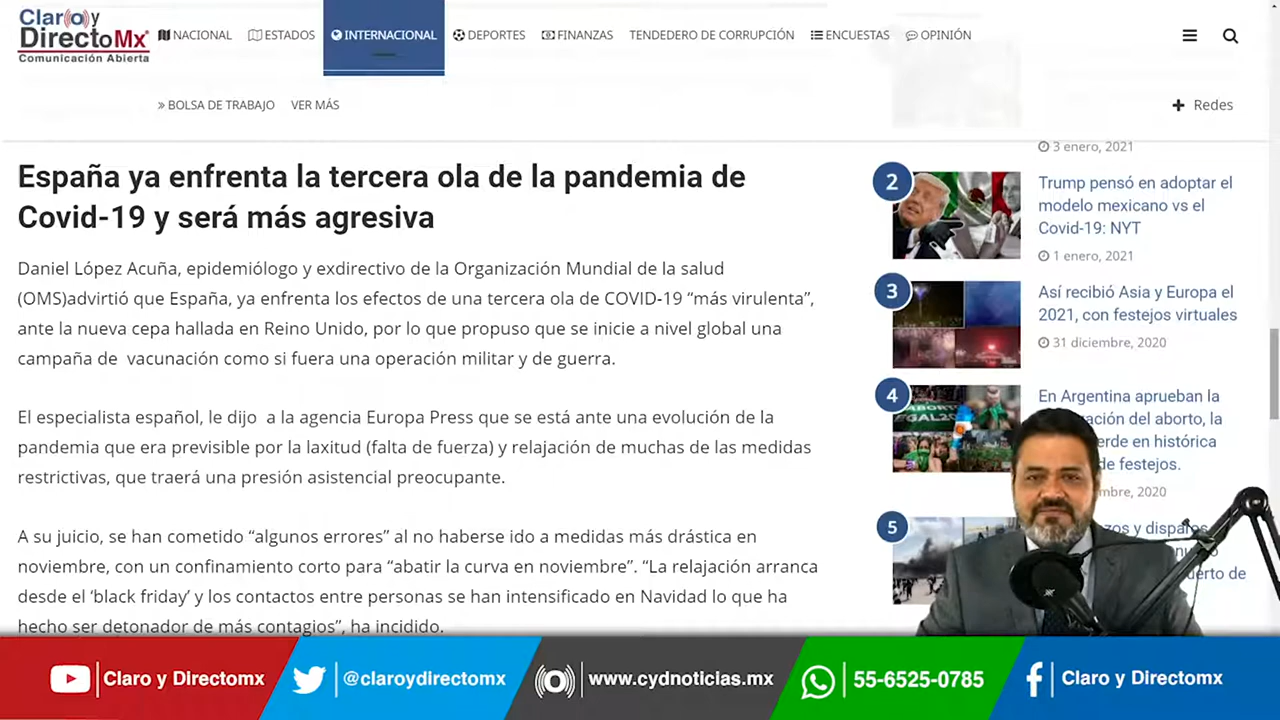 Claro y
DirectoMx
Comunicación Abierta
NACIONAL
ESTADOS
INTERNACIONAL
DEPORTES
FINANZAS
TENDEDERO DE CORRUPCIÓN
ENCUESTAS
OPINIÓN
» BOLSA DE TRABAJO
VER MÁS
+ Redes
España ya enfrenta la tercera ola de la pandemia de
Covid-19 y será más agresiva
Daniel López Acuña, epidemiólogo y exdirectivo de la Organización Mundial de la salud
(OMS)advirtió que España, ya enfrenta los efectos de una tercera ola de COVID-19 “más virulenta”,
ante la nueva cepa hallada en Reino Unido, por lo que propuso que se inicie a nivel global una
campaña de vacunación como si fuera una operación militar y de guerra.
El especialista español, le dijo a la agencia Europa Press que se está ante una evolución de la
pandemia que era previsible por la laxitud (falta de fuerza) y relajación de muchas de las medidas
restrictivas, que traerá una presión asistencial preocupante.
A su juicio, se han cometido “algunos errores” al no haberse ido a medidas más drástica en
noviembre, con un confinamiento corto para “abatir la curva en noviembre”. “La relajación arranca
desde el ‘black friday’ y los contactos entre personas se han intensificado en Navidad lo que ha
hecho ser detonador de más contagios”, ha incidido.
3 enero, 2021
2
Trump pensó en adoptar el
modelo mexicano vs el
Covid-19: NYT
1 enero, 2021
3
Así recibió Asia y Europa el
2021, con festejos virtuales
31 diciembre, 2020
4
En Argentina aprueban la
del aborto, la
en histórica
de festejos.
2020
5
y disparos
de
Claro y Directomx
@claroydirectomx
www.cydnoticias.mx
55-6525-0785
Claro y Directomx